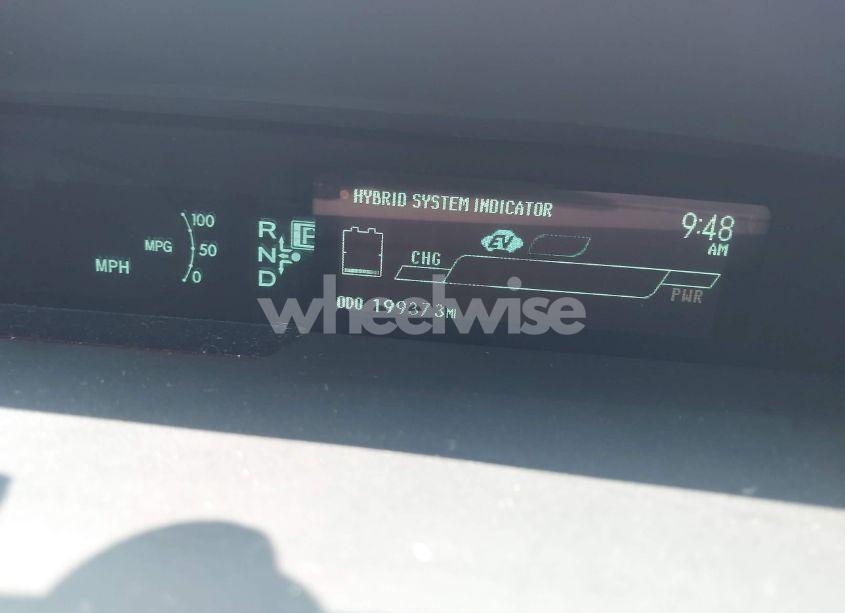 HYBRID SYSTEM INDICATOR
9:48
AM
100
MPG
50
0
MPH
R
N
D
P
EV
CHG
PWR
ODO 199373MI
wheelwise